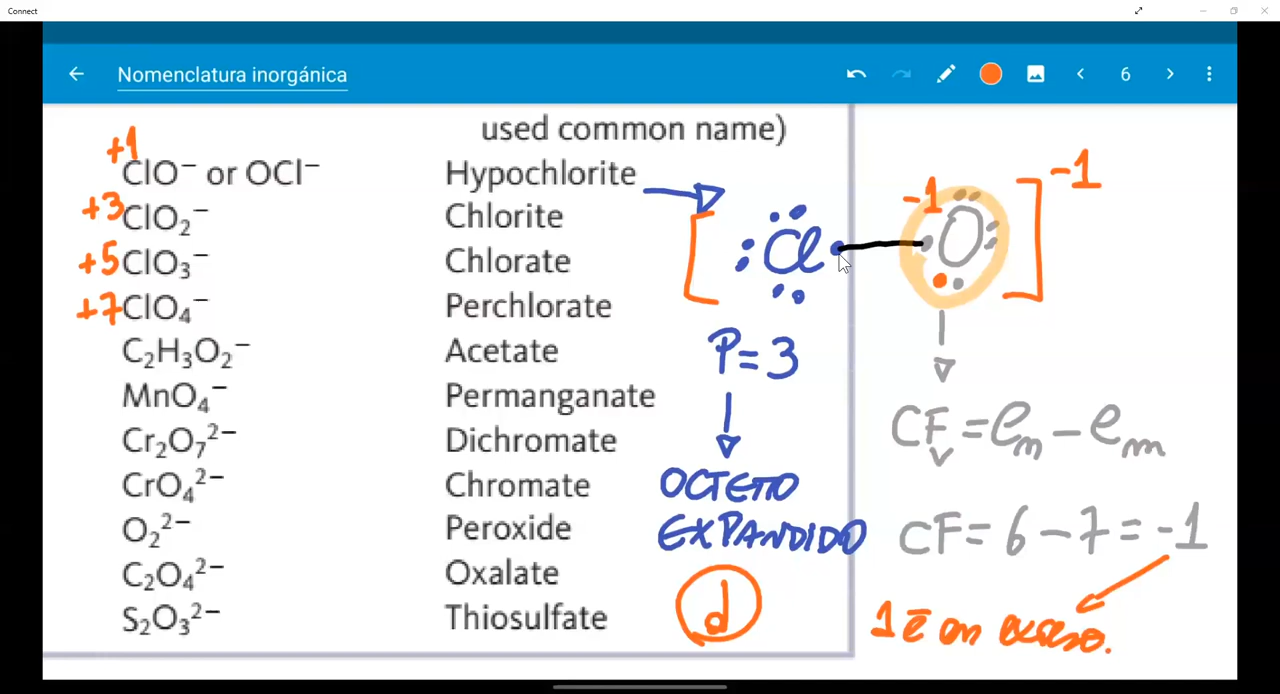 Connect
Nomenclatura inorgánica
6
used common name)
+1
ClO⁻ or OCl⁻ Hypochlorite
+3 ClO₂⁻ Chlorite
+5 ClO₃⁻ Chlorate
+7 ClO₄⁻ Perchlorate
C₂H₃O₂⁻ Acetate
MnO₄⁻ Permanganate
Cr₂O₇²⁻ Dichromate
CrO₄²⁻ Chromate
O₂²⁻ Peroxide
C₂O₄²⁻ Oxalate
S₂O₃²⁻ Thiosulfate
[ Cl — O ] -1
-1
P=3
OCTETO
EXPANDIDO
d
CF = e - e
CF = 6 - 7 = -1
1 ē en exceso.